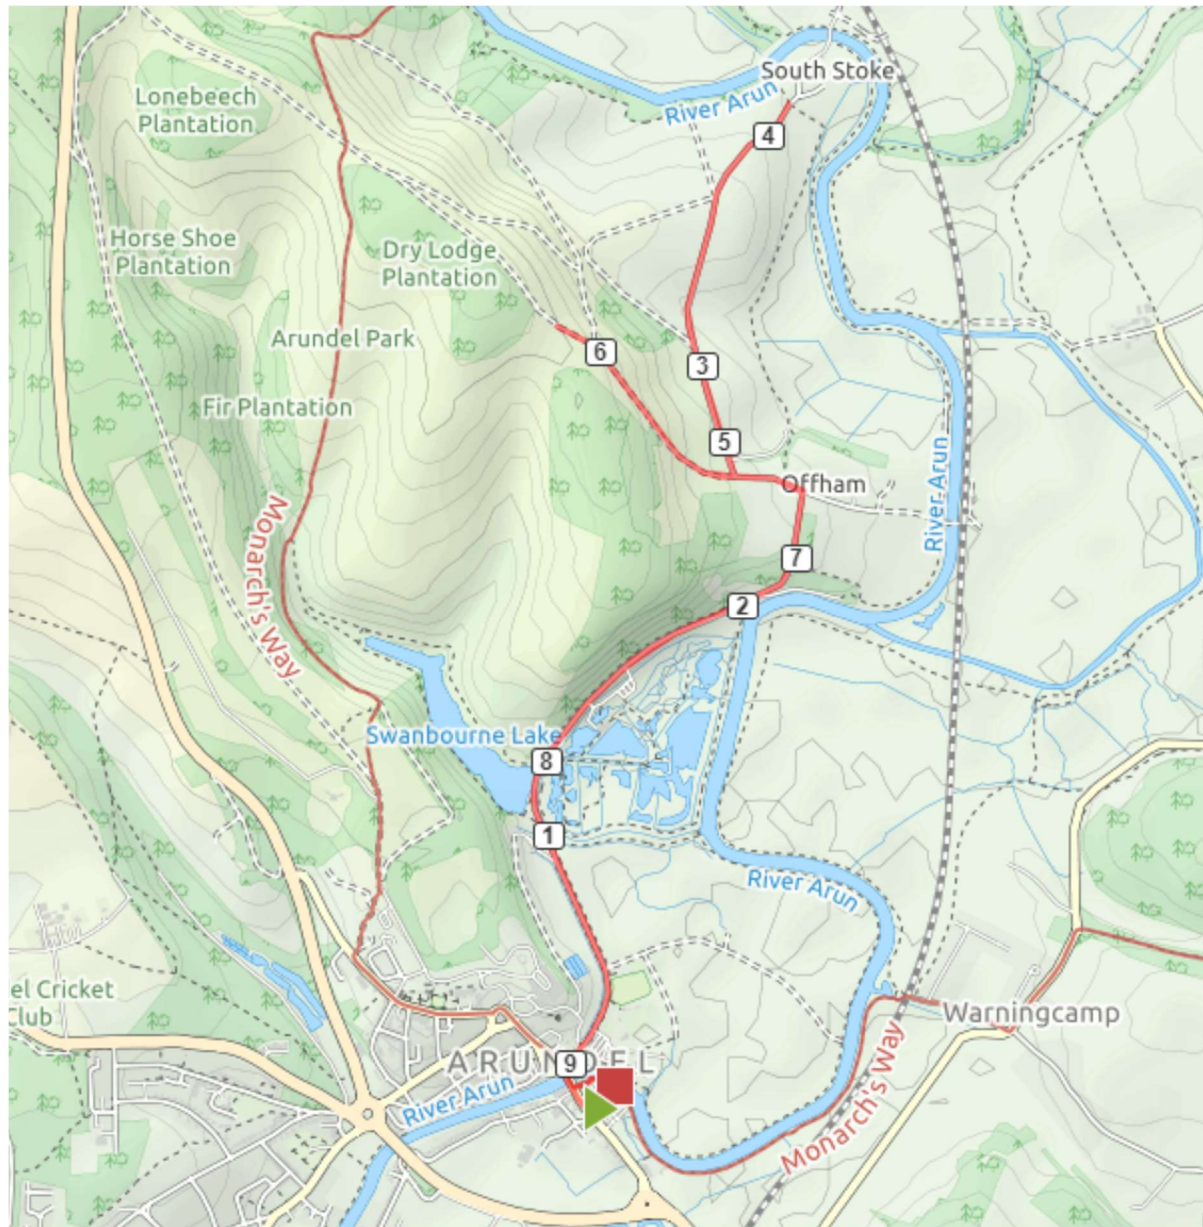 South Stoke
River Arun
Lonebeech
Plantation
4
Horse Shoe
Plantation
Dry Lodge
Plantation
Arundel Park
6
3
Fir Plantation
5
Offham
River Arun
Monarch's Way
7
2
Swanbourne Lake
8
1
River Arun
el Cricket
Club
Warningcamp
ARUNDEL
9
River Arun
Monarch's Way